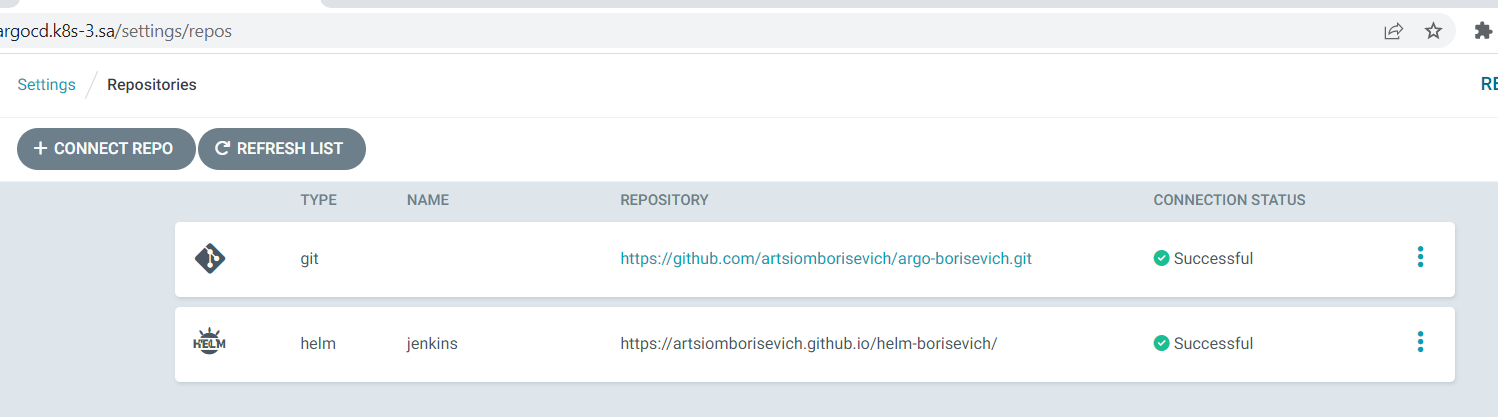 argocd.k8s-3.sa/settings/repos
Settings / Repositories
RE
+ CONNECT REPO REFRESH LIST
TYPE NAME REPOSITORY CONNECTION STATUS
git https://github.com/artsiomborisevich/argo-borisevich.git Successful
HELM helm jenkins https://artsiomborisevich.github.io/helm-borisevich/ Successful